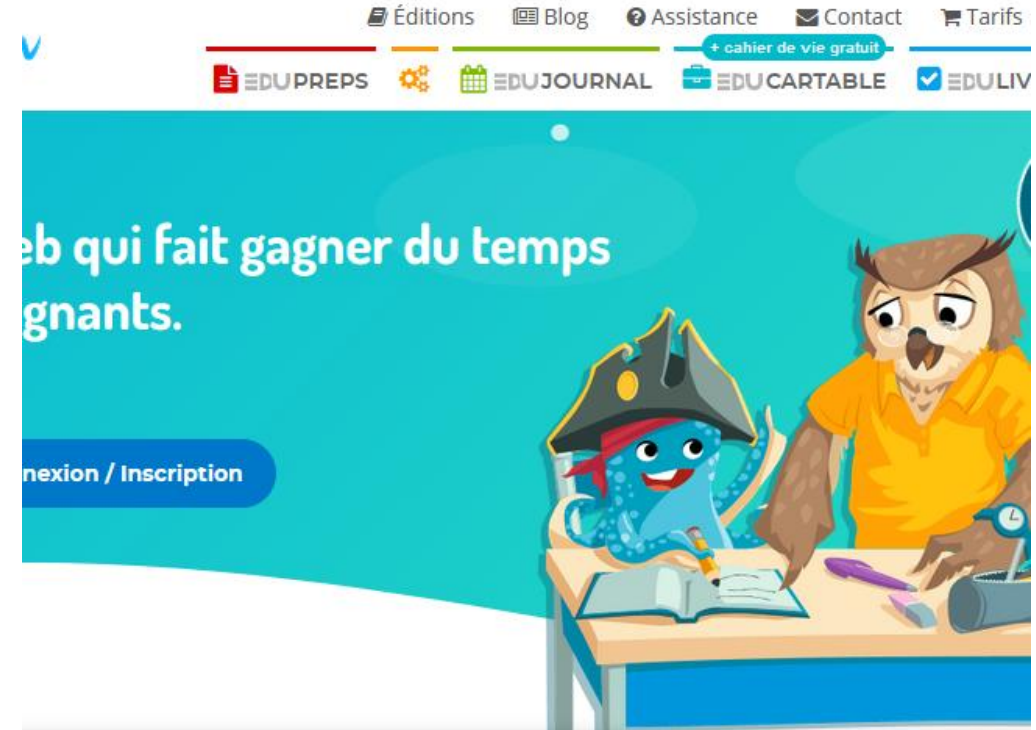 Éditions Blog Assistance Contact Tarifs
+ cahier de vie gratuit
EDUPREPS EDUJOURNAL EDUCARTABLE EDULIV
eb qui fait gagner du temps
gnants.
nexion / Inscription